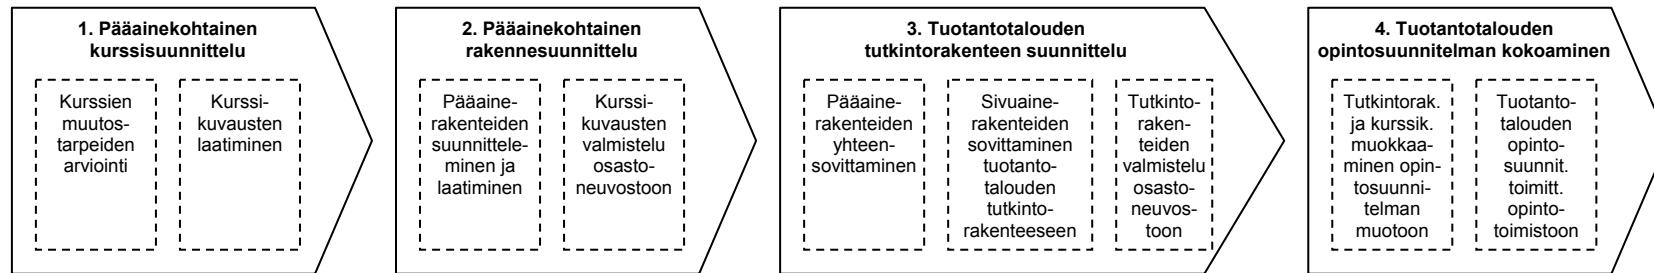 1. Pääainekohtainen
kurssisuunnittelu
Kurssien
muutos-
tarpeiden
arviointi
Kurssi-
kuvausten
laatiminen
2. Pääainekohtainen
rakennesuunnittelu
Pääaine-
rakenteiden
suunnittele-
minen ja
laatiminen
Kurssi-
kuvausten
valmistelu
osasto-
neuvostoon
3. Tuotantotalouden
tutkintorakenteen suunnittelu
Pääaine-
rakenteiden
yhteen-
sovittaminen
Sivuaine-
rakenteiden
sovittaminen
tuotanto-
talouden
tutkinto-
rakenteeseen
Tutkinto-
raken-
teiden
valmistelu
osasto-
neuvos-
toon
4. Tuotantotalouden
opintosuunnitelman kokoaminen
Tutkintorak.
ja kurssik.
muokkaa-
minen opin-
tosuunni-
telman
muotoon
Tuotanto-
talouden
opinto-
suunnit.
toimitt.
opinto-
toimistoon